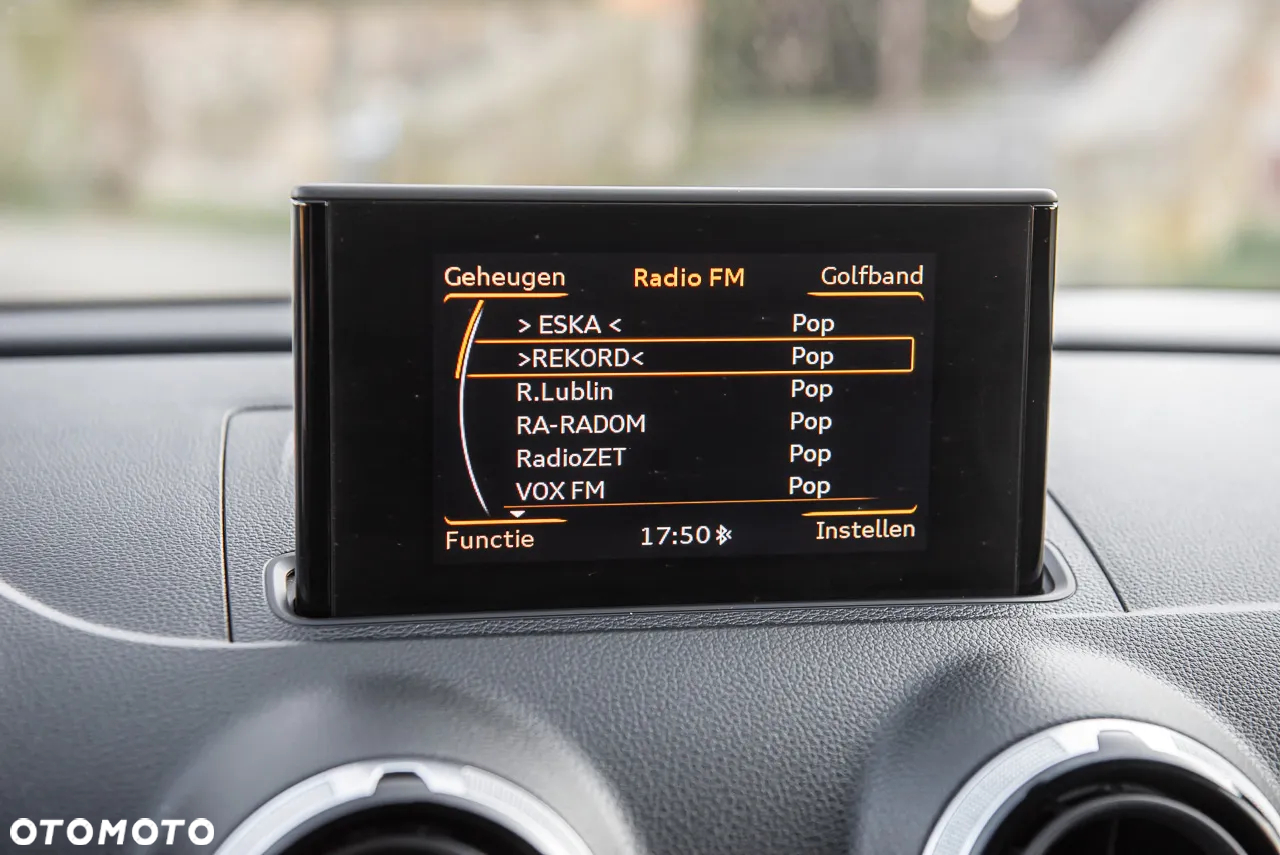 Geheugen Radio FM Golfband
> ESKA < Pop
>REKORD< Pop
R.Lublin Pop
RA-RADOM Pop
RadioZET Pop
VOX FM Pop
Functie 17:50 Instellen
OTOMOTO